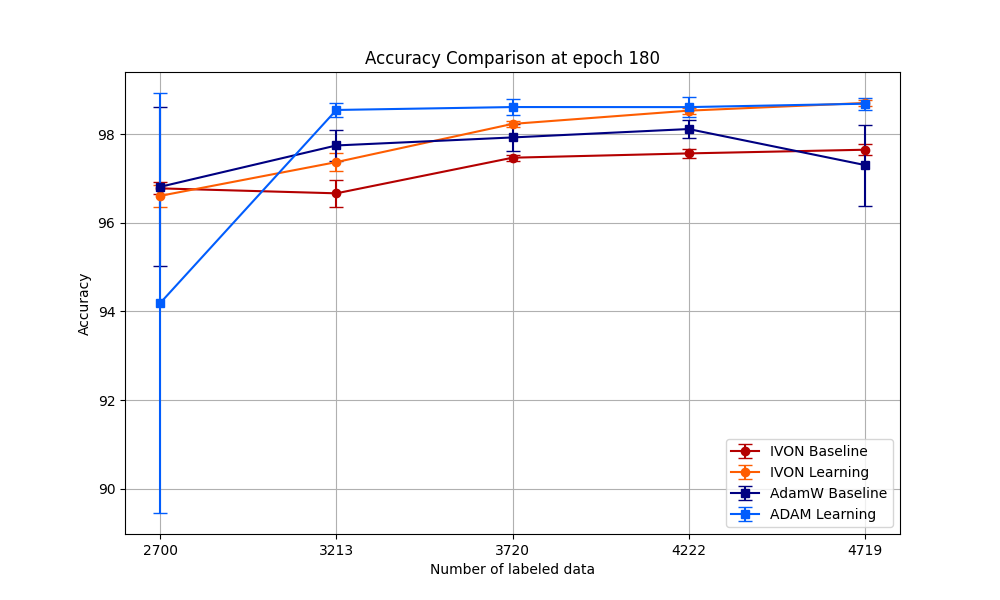 Accuracy Comparison at epoch 180
Accuracy
98
96
94
92
90
2700 3213 3720 4222 4719
Number of labeled data
IVON Baseline
IVON Learning
AdamW Baseline
ADAM Learning